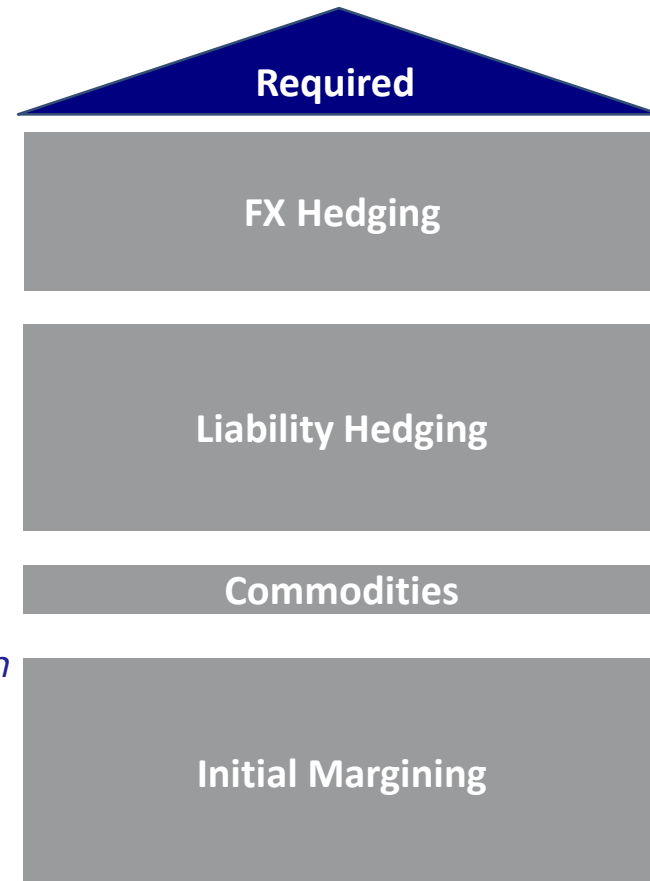 Required
FX Hedging
Liability Hedging
Commodities
Initial Margining